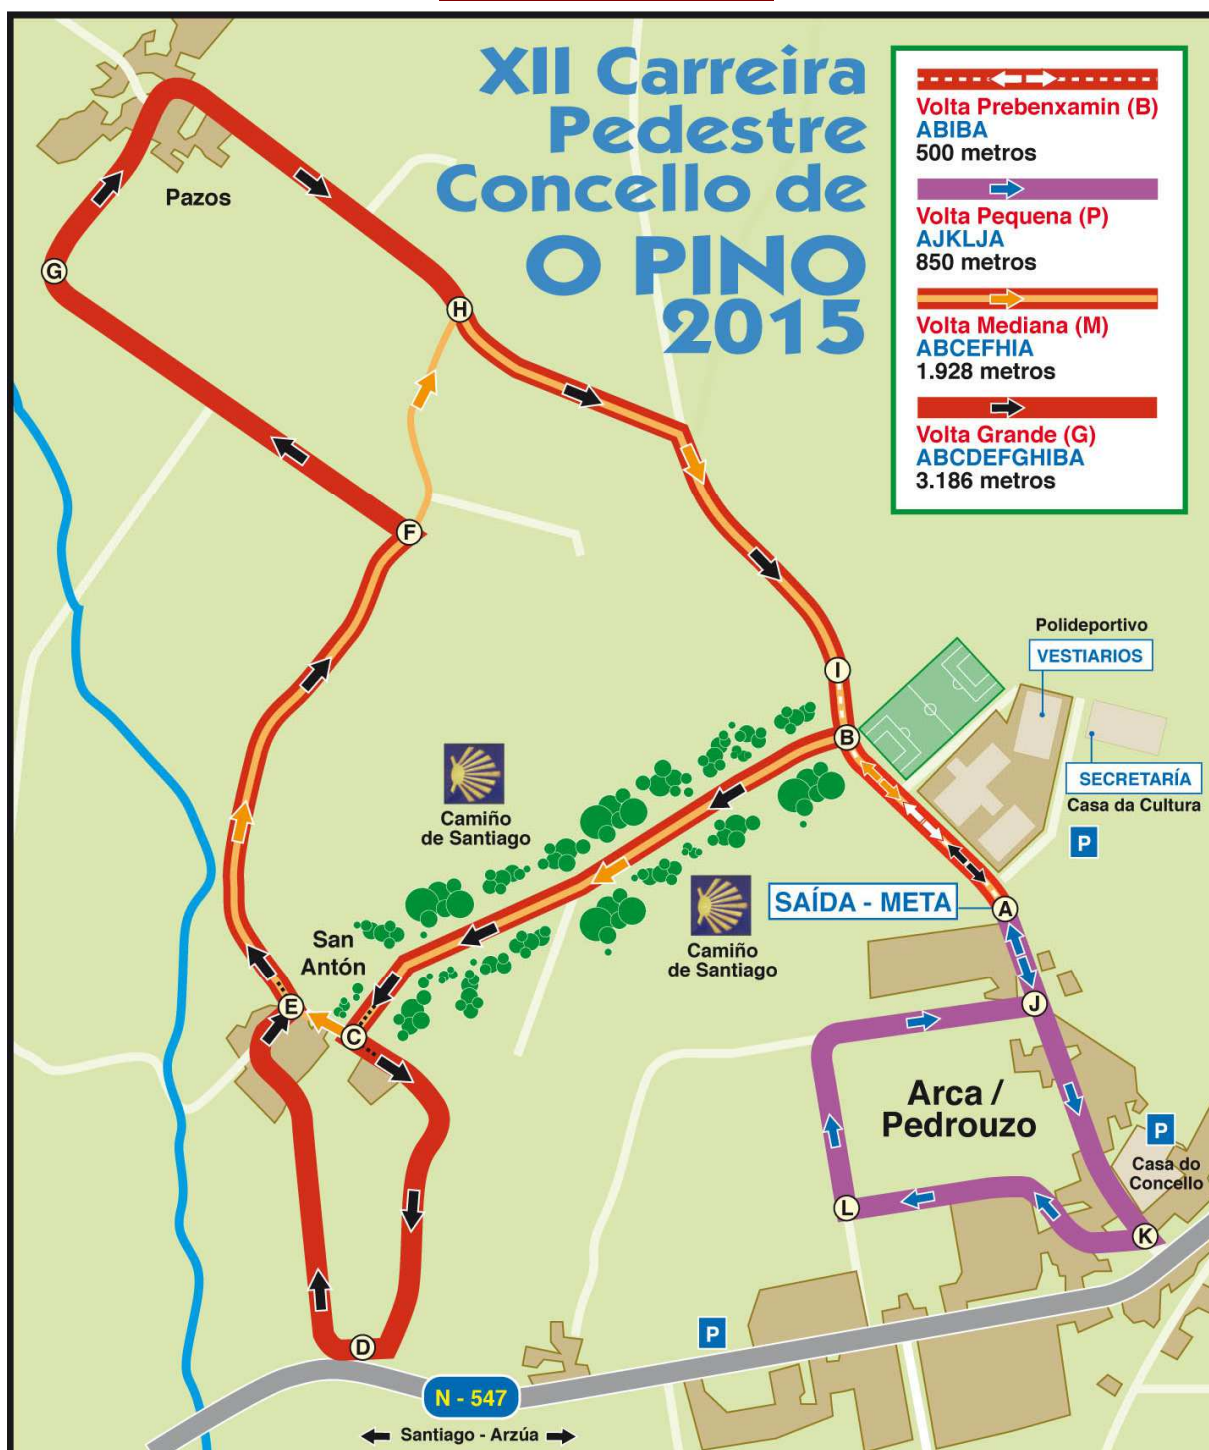 XII Carreira
Pedestre
Concello de
O PINO
2015
Volta Prebenxamin (B)
ABIBA
500 metros
Volta Pequena (P)
AJKLJA
850 metros
Volta Mediana (M)
ABCEFHIA
1.928 metros
Volta Grande (G)
ABCDEFGHIBA
3.186 metros
Pazos
G
H
F
Polideportivo
VESTIARIOS
I
B
SECRETARÍA
Casa da Cultura
P
Camiño
de Santiago
SAÍDA - META
A
Camiño
de Santiago
San
Antón
E
C
J
Arca /
Pedrouzo
P
Casa do
Concello
L
K
D
P
N - 547
Santiago - Arzúa